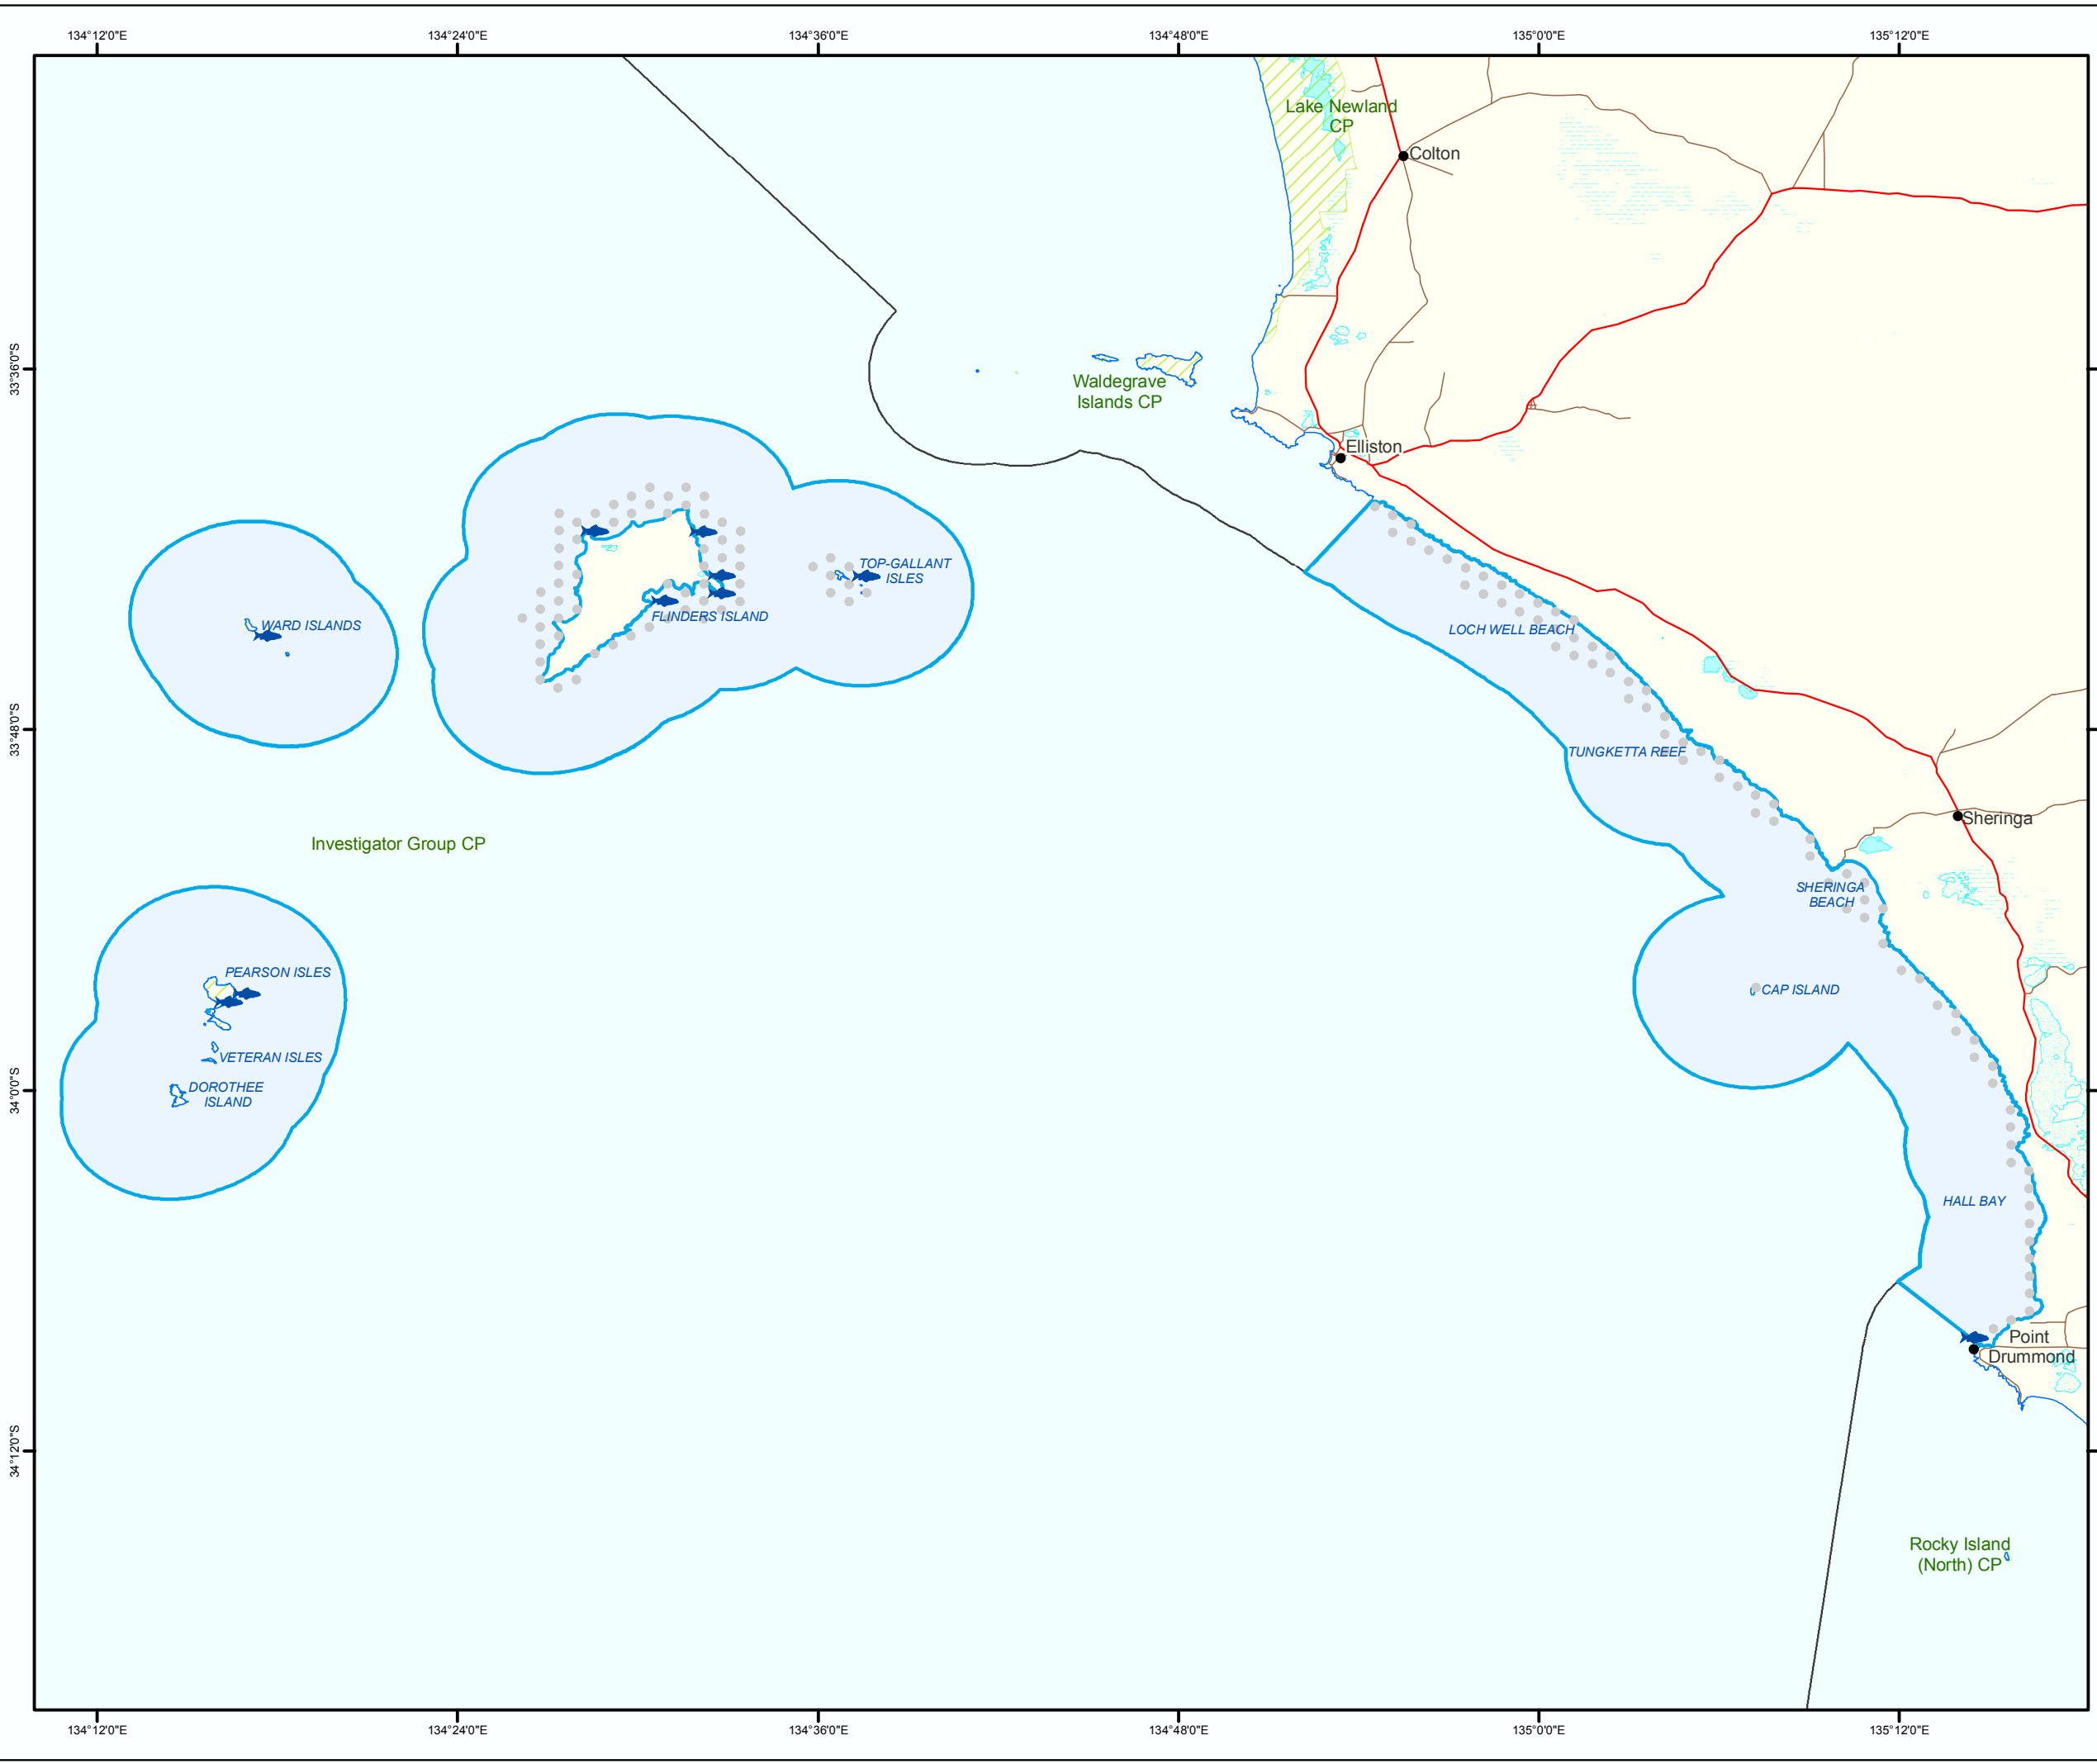 134°12'0"E
134°24'0"E
134°36'0"E
134°48'0"E
135°0'0"E
135°12'0"E
Lake Newland
CP
Colton
33°36'0"S
Waldegrave
Islands CP
Elliston
TOP-GALLANT
ISLES
FLINDERS ISLAND
WARD ISLANDS
LOCH WELL BEACH
33°48'0"S
TUNGKETTA REEF
Sheringa
Investigator Group CP
SHERINGA
BEACH
PEARSON ISLES
CAP ISLAND
VETERAN ISLES
34°0'0"S
DOROTHEE
ISLAND
HALL BAY
Point
Drummond
34°12'0"S
Rocky Island
(North) CP
134°12'0"E
134°24'0"E
134°36'0"E
134°48'0"E
135°0'0"E
135°12'0"E